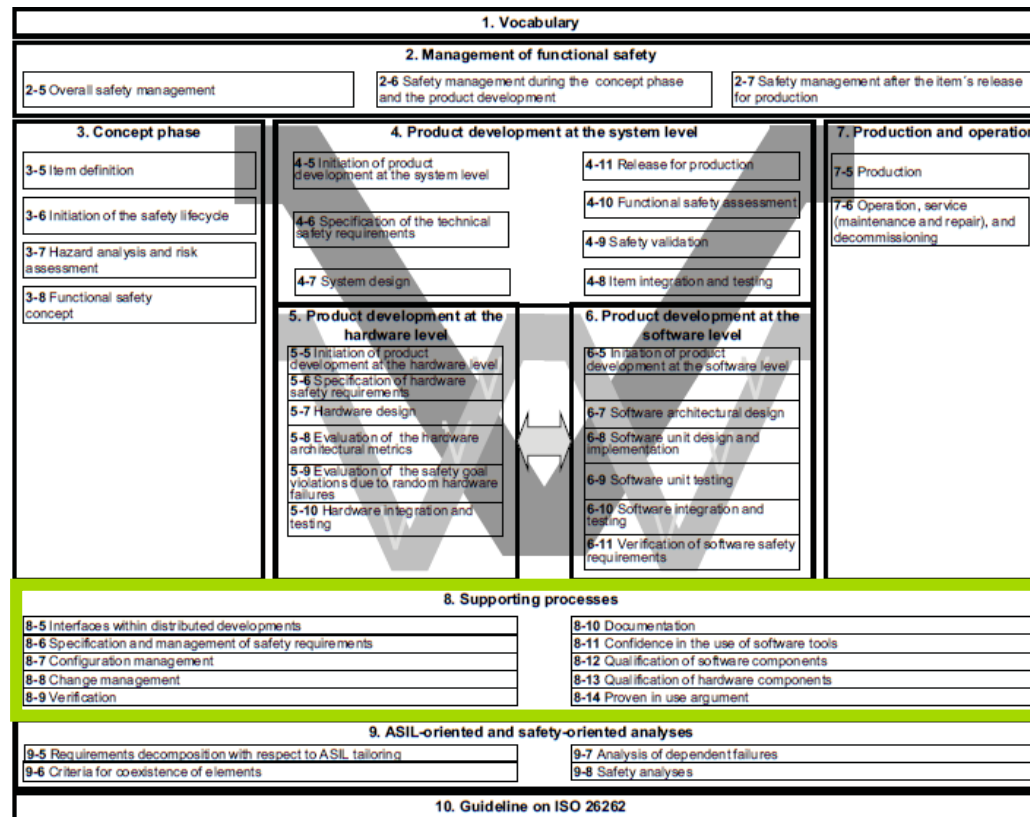 1. Vocabulary
2. Management of functional safety
2-5 Overall safety management
2-6 Safety management during the concept phase
and the product development
2-7 Safety management after the item´s release
for production
3. Concept phase
3-5 Item definition
3-6 Initiation of the safety lifecycle
3-7 Hazard analysis and risk
assessment
3-8 Functional safety
concept
4. Product development at the system level
4-5 Initiation of product
development at the system level
4-6 Specification of the technical
safety requirements
4-7 System design
4-11 Release for production
4-10 Functional safety assessment
4-9 Safety validation
4-8 Item integration and testing
7. Production and operation
7-5 Production
7-6 Operation, service
(maintenance and repair), and
decommissioning
5. Product development at the
hardware level
5-5 Initiation of product
development at the hardware level
5-6 Specification of hardware
safety requirements
5-7 Hardware design
5-8 Evaluation of the hardware
architectural metrics
5-9 Evaluation of the safety goal
violations due to random hardware
failures
5-10 Hardware integration and
testing
6. Product development at the
software level
6-5 Initiation of product
development at the software level
6-7 Software architectural design
6-8 Software unit design and
implementation
6-9 Software unit testing
6-10 Software integration and
testing
6-11 Verification of software safety
requirements
8. Supporting processes
8-5 Interfaces within distributed developments
8-6 Specification and management of safety requirements
8-7 Configuration management
8-8 Change management
8-9 Verification
8-10 Documentation
8-11 Confidence in the use of software tools
8-12 Qualification of software components
8-13 Qualification of hardware components
8-14 Proven in use argument
9. ASIL-oriented and safety-oriented analyses
9-5 Requirements decomposition with respect to ASIL tailoring
9-6 Criteria for coexistence of elements
9-7 Analysis of dependent failures
9-8 Safety analyses
10. Guideline on ISO 26262